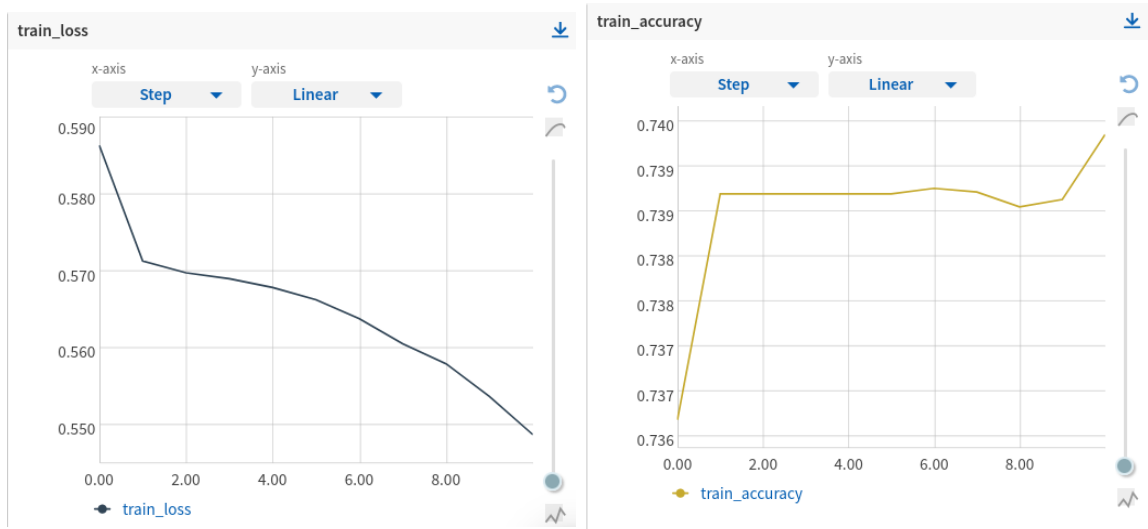 train_loss
x-axis
y-axis
Step
Linear
0.590
0.580
0.570
0.560
0.550
0.00 2.00 4.00 6.00 8.00
train_loss
train_accuracy
x-axis
y-axis
Step
Linear
0.740
0.739
0.739
0.738
0.738
0.737
0.737
0.736
0.00 2.00 4.00 6.00 8.00
train_accuracy